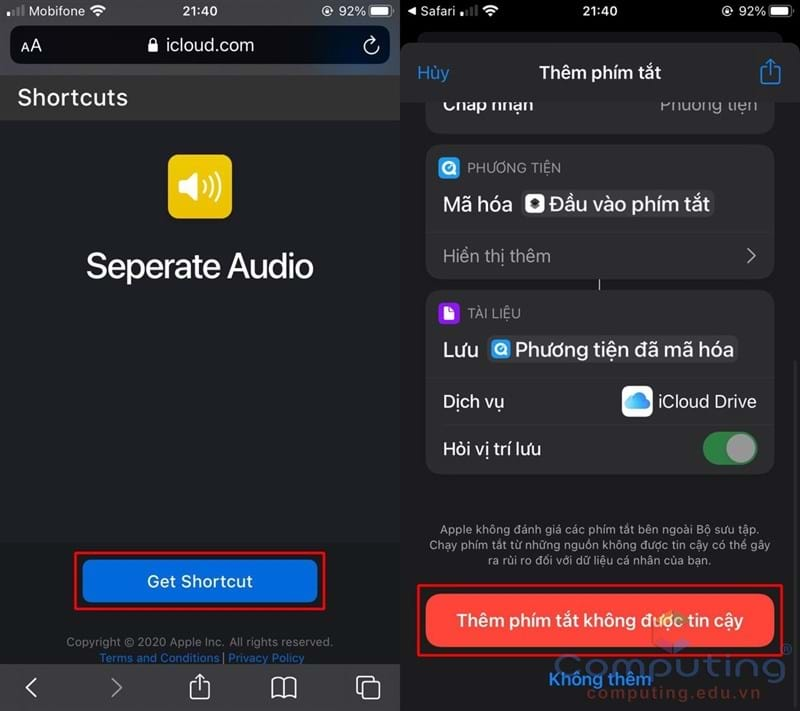 Mobifone 21:40 92%
AA icloud.com
Shortcuts
Seperate Audio
Get Shortcut
Copyright © 2020 Apple Inc. All rights reserved.
Terms and Conditions | Privacy Policy
Safari 21:40 92%
Hủy Thêm phím tắt
Chấp nhận Phương tiện
PHƯƠNG TIỆN
Mã hóa Đầu vào phím tắt
Hiển thị thêm
TÀI LIỆU
Lưu Phương tiện đã mã hóa
Dịch vụ iCloud Drive
Hỏi vị trí lưu
Apple không đánh giá các phím tắt bên ngoài Bộ sưu tập.
Chạy phím tắt từ những nguồn không được tin cậy có thể gây
ra rủi ro đối với dữ liệu cá nhân của bạn.
Thêm phím tắt không được tin cậy
Không thêm
Computing®
computing.edu.vn